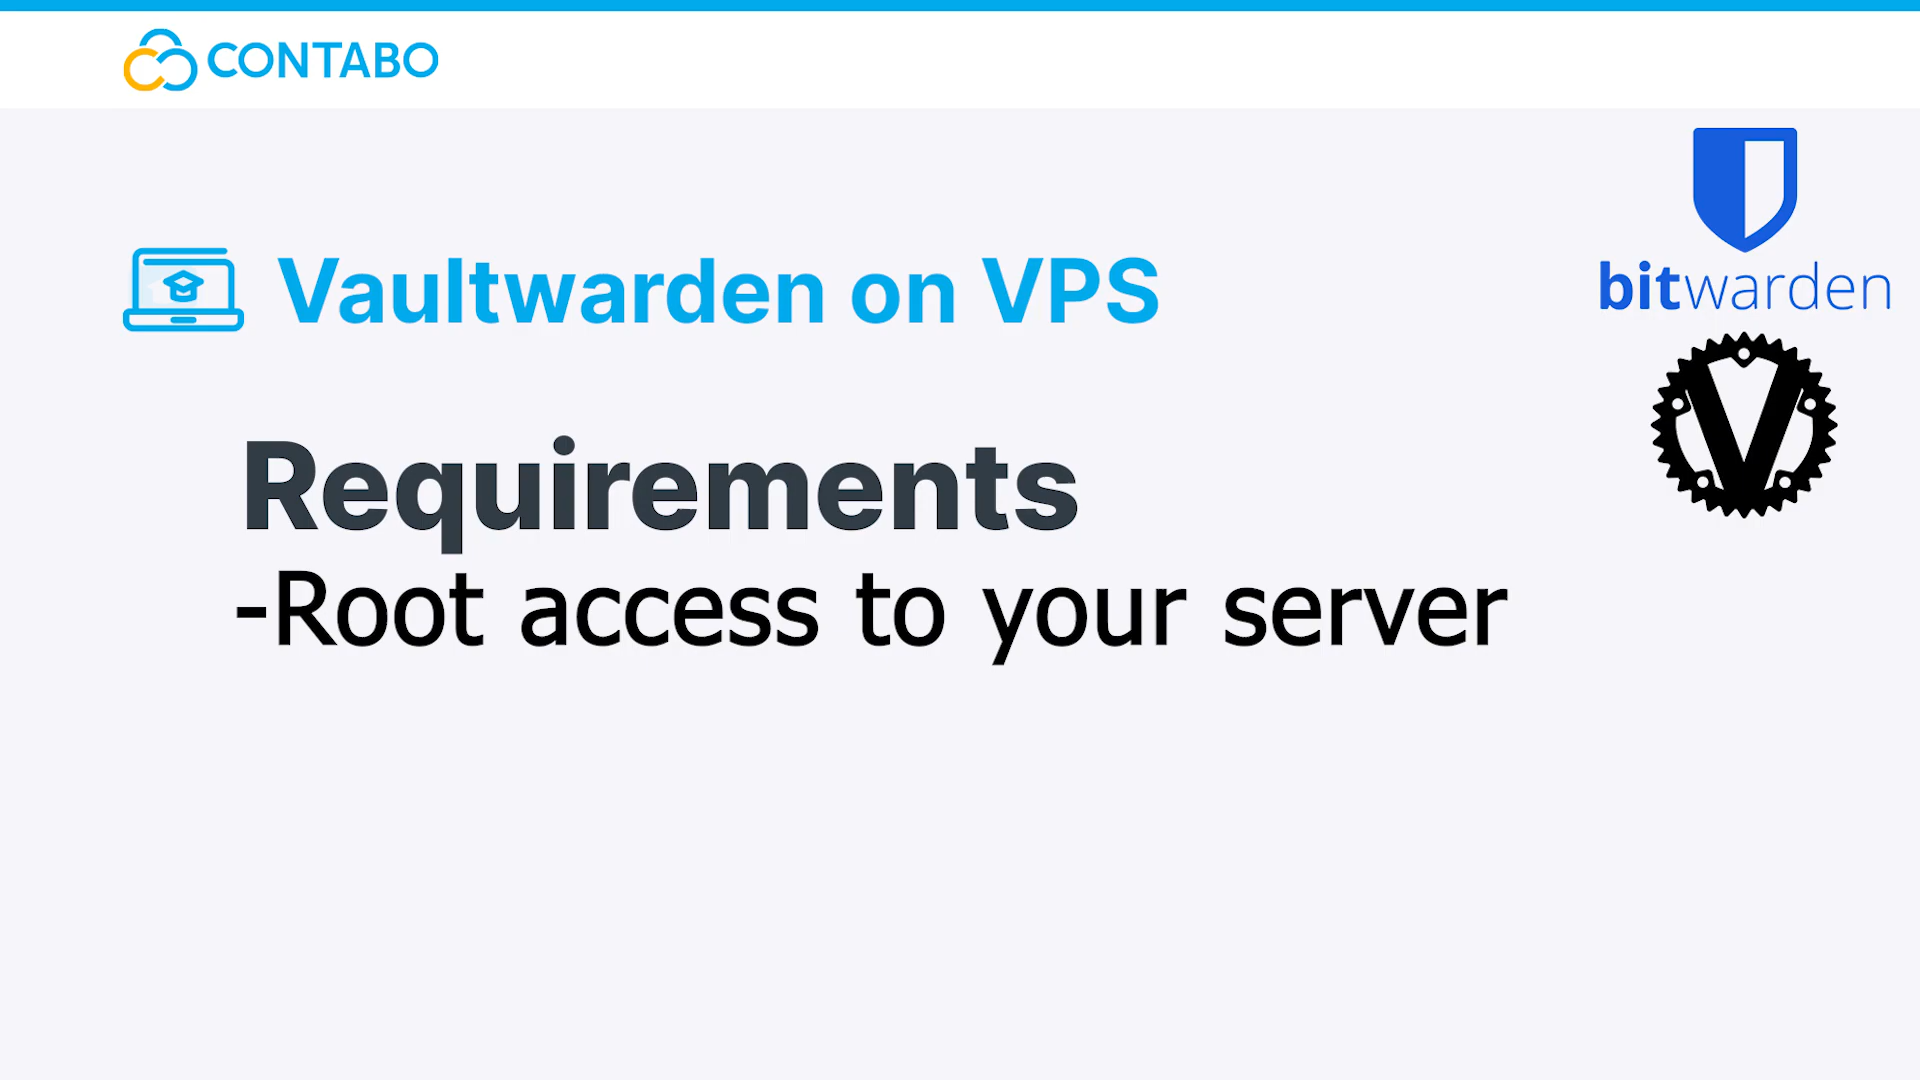 CONTABO
bitwarden
Vaultwarden on VPS
Requirements
-Root access to your server